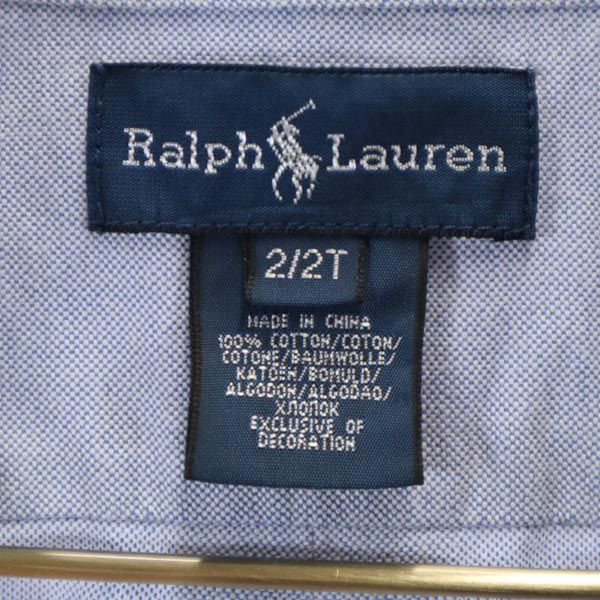 Ralph Lauren
2/2T
MADE IN CHINA
100% COTTON/COTON/
COTONE/BAUMWOLLE/
KATOEN/BOMULD/
ALGODON/ALGODAO/
ХЛОПОК
EXCLUSIVE OF
DECORATION